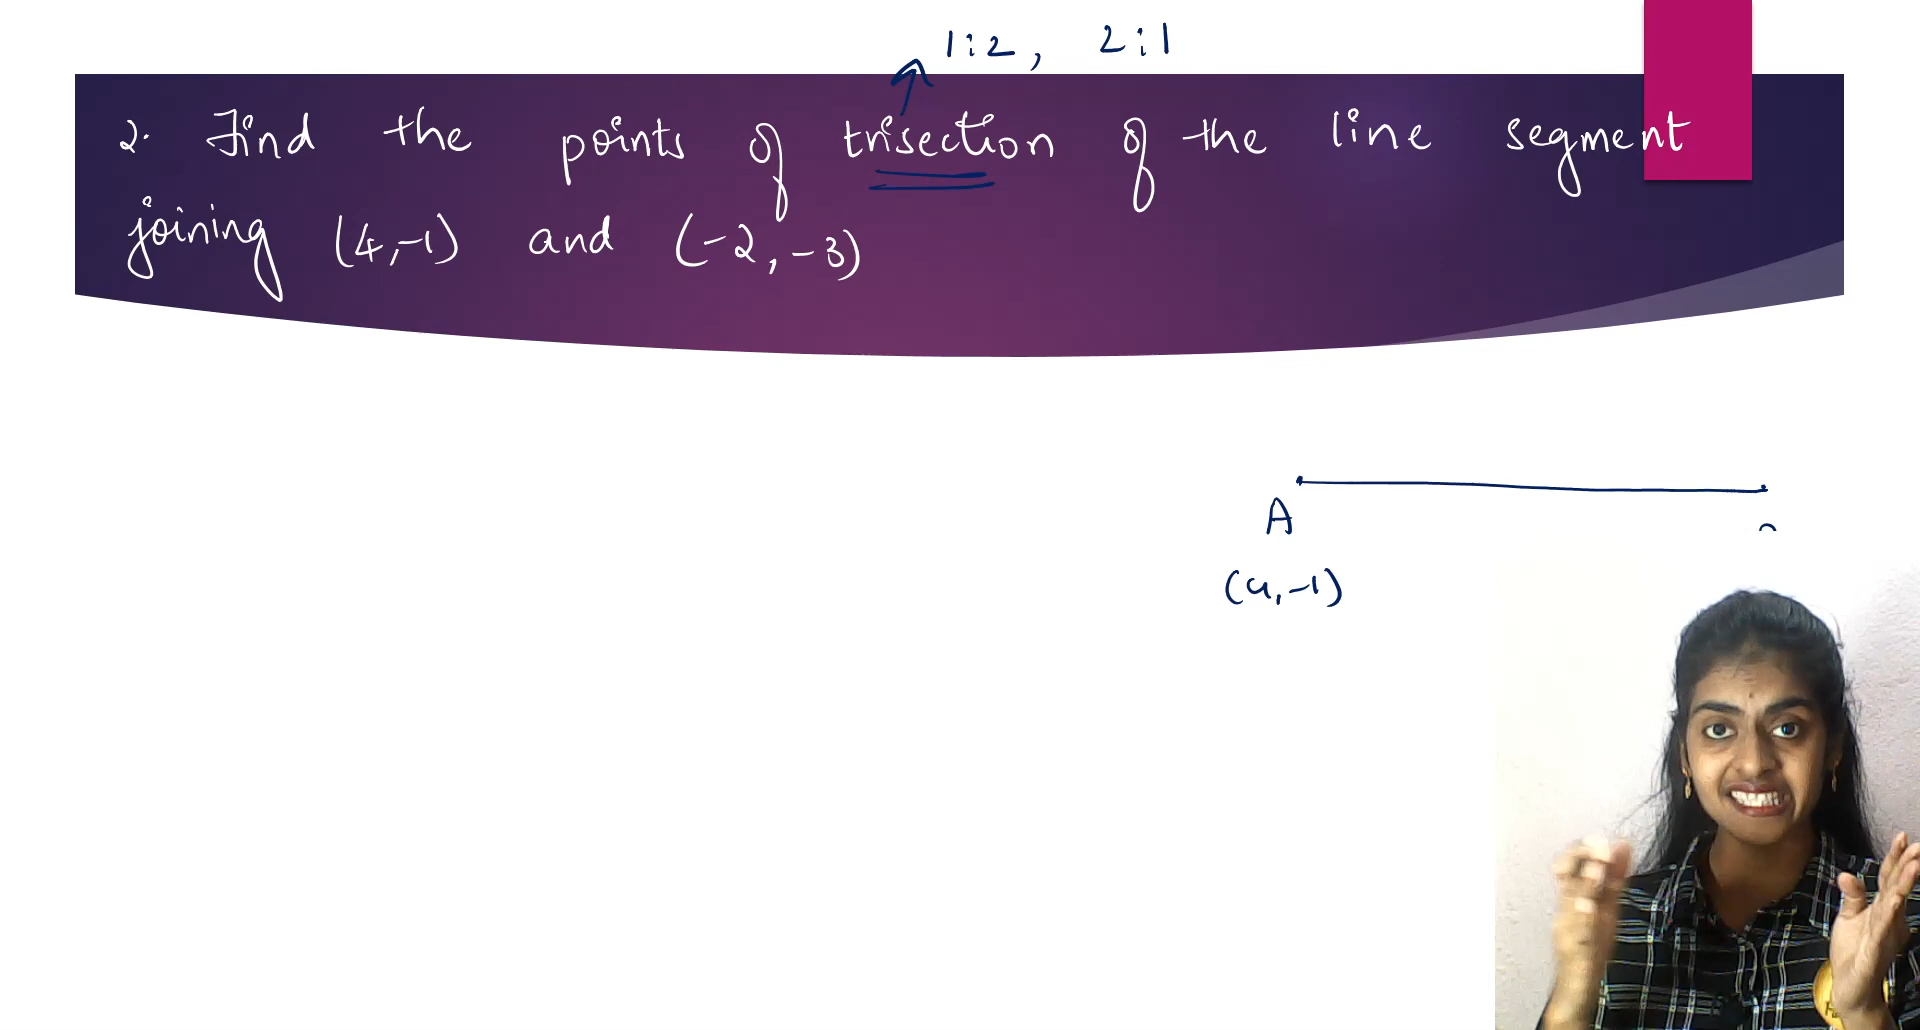 1:2, 2:1
2. Find the points of trisection of the line segment
joining (4,-1) and (-2,-3)
A
(4,-1)